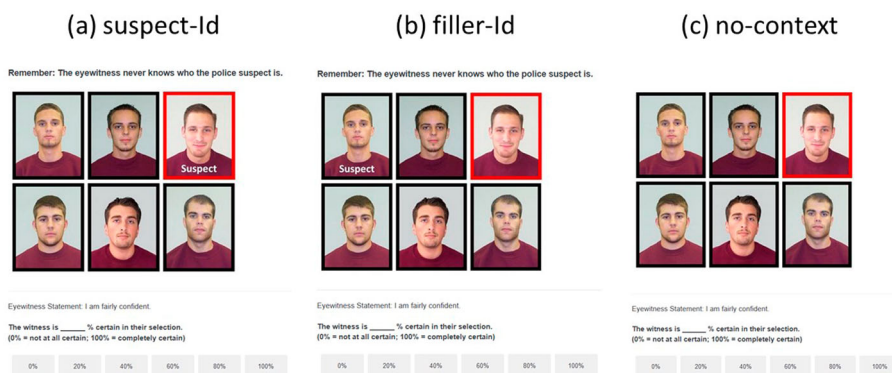 (a) suspect-Id
Remember: The eyewitness never knows who the police suspect is.
Suspect
Eyewitness Statement: I am fairly confident.
The witness is ______ % certain in their selection.
(0% = not at all certain; 100% = completely certain)
0% 20% 40% 60% 80% 100%
(b) filler-Id
Remember: The eyewitness never knows who the police suspect is.
Suspect
Eyewitness Statement: I am fairly confident.
The witness is ______ % certain in their selection.
(0% = not at all certain; 100% = completely certain)
0% 20% 40% 60% 80% 100%
(c) no-context
Eyewitness Statement: I am fairly confident.
The witness is ______ % certain in their selection.
(0% = not at all certain; 100% = completely certain)
0% 20% 40% 60% 80% 100%